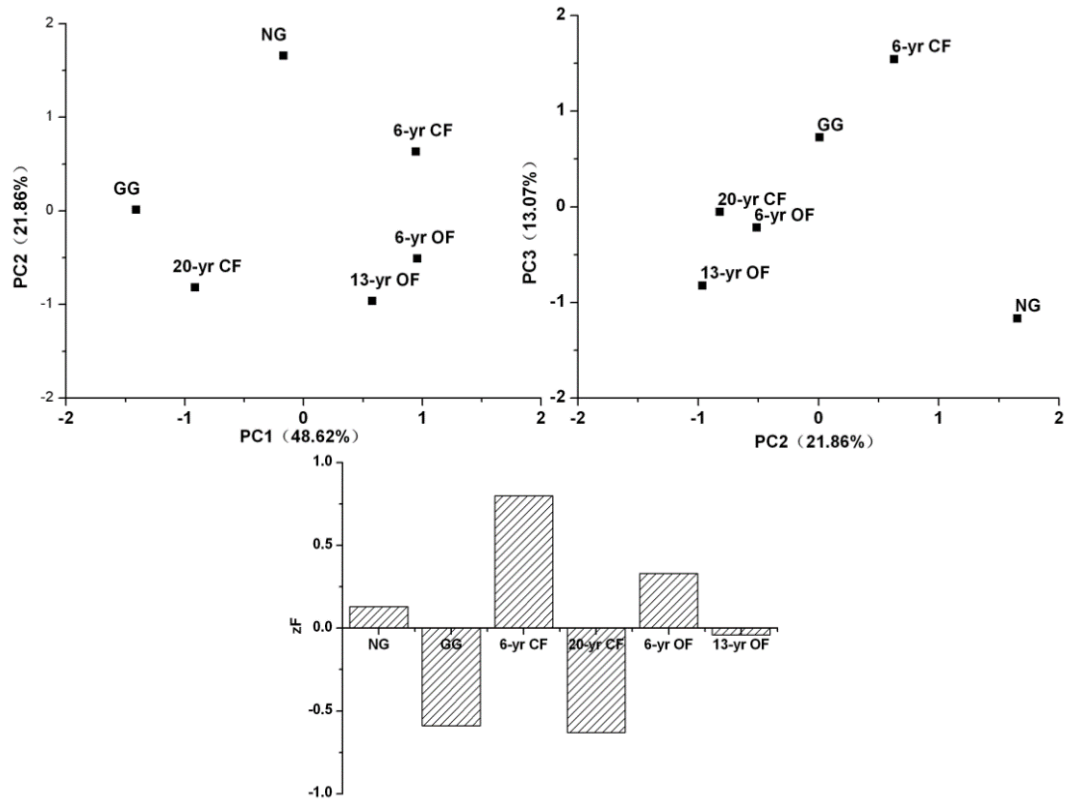 2
1
0
-1
-2
-2
-1
0
1
2
PC2（21.86%）
PC1（48.62%）
NG
6-yr CF
GG
6-yr OF
20-yr CF
13-yr OF
2
1
0
-1
-2
-2
-1
0
1
2
PC3（13.07%）
PC2（21.86%）
6-yr CF
GG
20-yr CF
6-yr OF
13-yr OF
NG
1.0
0.5
0.0
-0.5
-1.0
zF
NG
GG
6-yr CF
20-yr CF
6-yr OF
13-yr OF